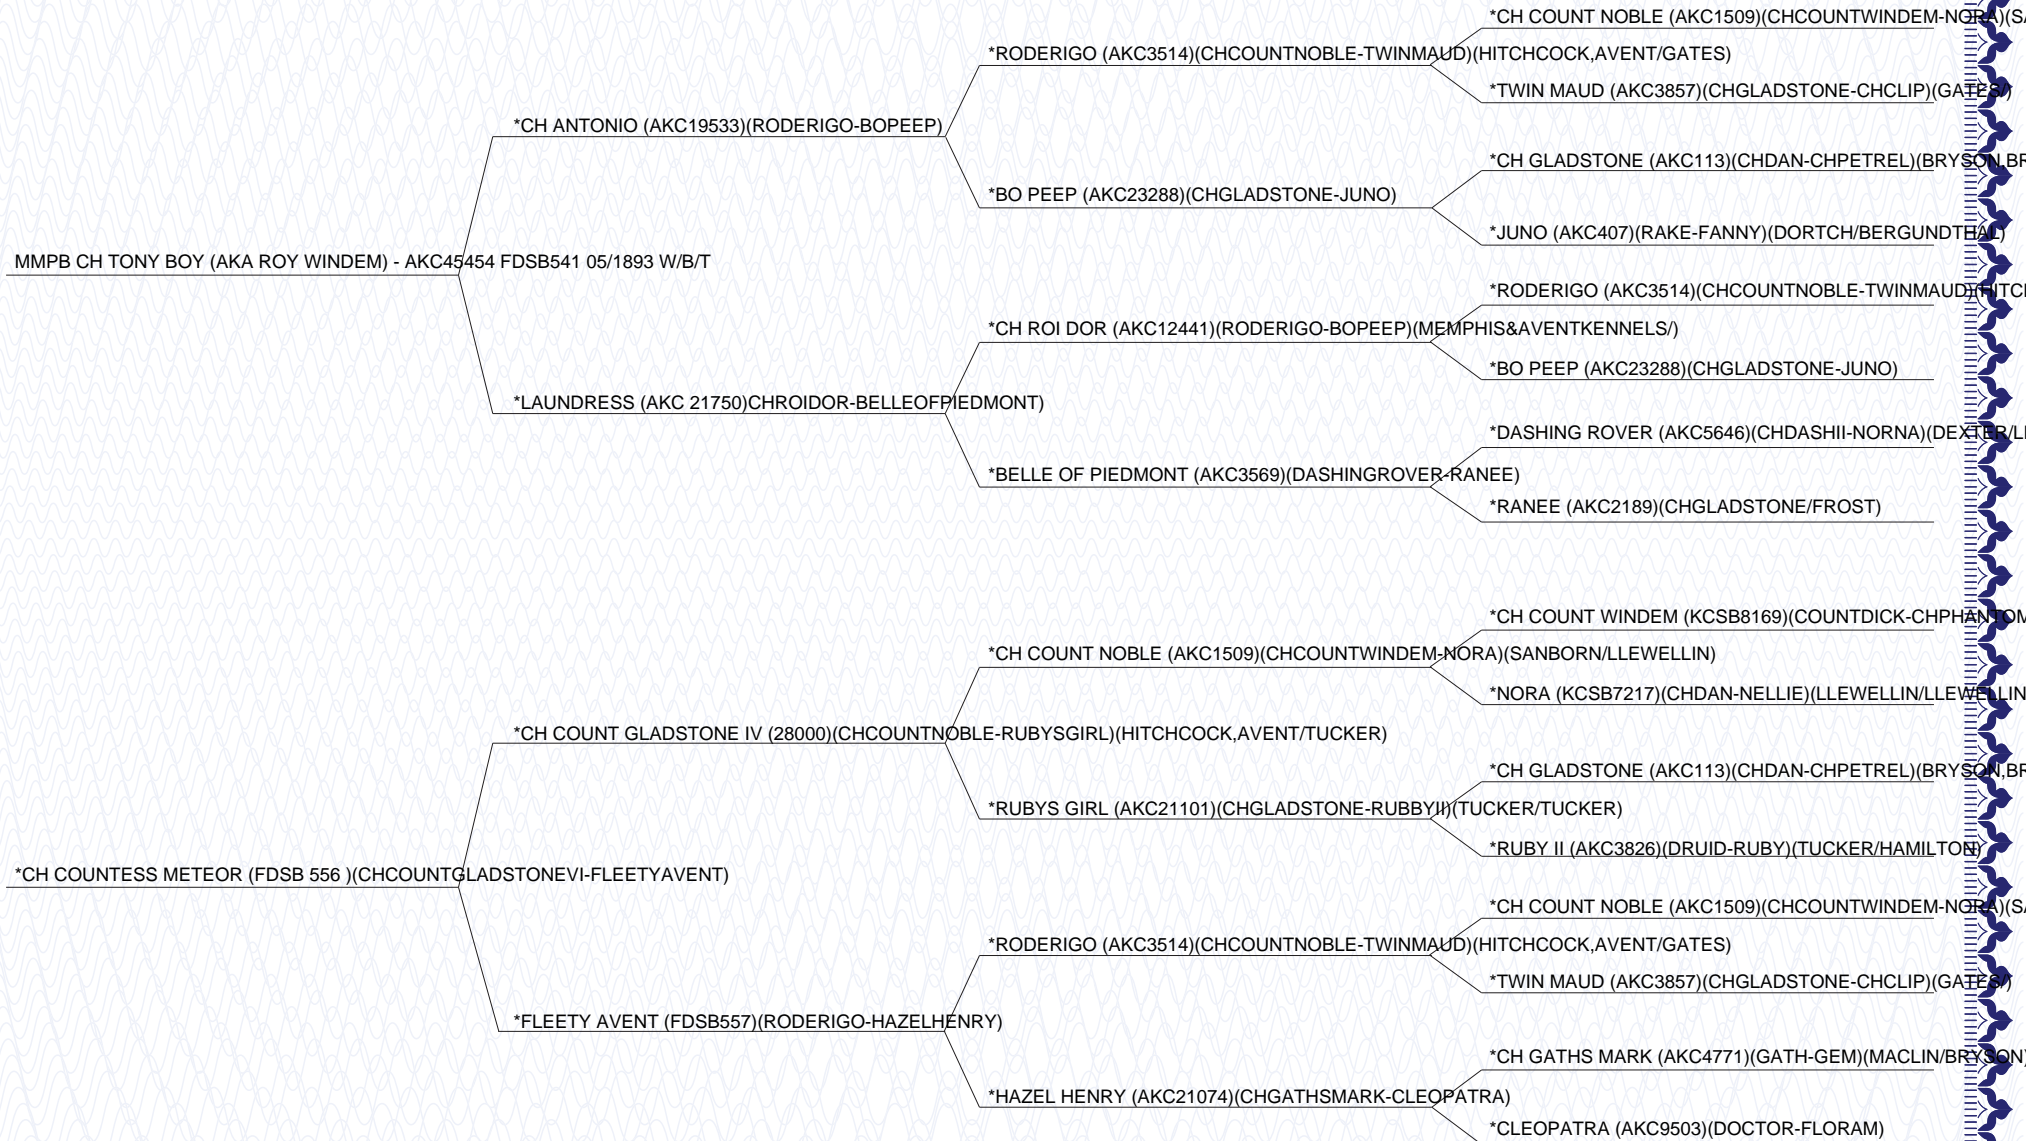 *CH COUNT NOBLE (AKC1509)(CHCOUNTWINDEM-NORA)(SA
*RODERIGO (AKC3514)(CHCOUNTNOBLE-TWINMAUD)(HITCHCOCK,AVENT/GATES)
*TWIN MAUD (AKC3857)(CHGLADSTONE-CHCLIP)(GATES/)
*CH ANTONIO (AKC19533)(RODERIGO-BOPEEP)
*CH GLADSTONE (AKC113)(CHDAN-CHPETREL)(BRYSON,BR
*BO PEEP (AKC23288)(CHGLADSTONE-JUNO)
*JUNO (AKC407)(RAKE-FANNY)(DORTCH/BERGUNDTHAL)
MMPB CH TONY BOY (AKA ROY WINDEM) - AKC45454 FDSB541 05/1893 W/B/T
*RODERIGO (AKC3514)(CHCOUNTNOBLE-TWINMAUD)(HITC
*CH ROI DOR (AKC12441)(RODERIGO-BOPEEP)(MEMPHIS&AVENTKENNELS/)
*BO PEEP (AKC23288)(CHGLADSTONE-JUNO)
*LAUNDRESS (AKC 21750)CHROIDOR-BELLEOFPIEDMONT)
*DASHING ROVER (AKC5646)(CHDASHII-NORNA)(DEXTER/L
*BELLE OF PIEDMONT (AKC3569)(DASHINGROVER-RANEE)
*RANEE (AKC2189)(CHGLADSTONE/FROST)
*CH COUNT WINDEM (KCSB8169)(COUNTDICK-CHPHANTOM
*CH COUNT NOBLE (AKC1509)(CHCOUNTWINDEM-NORA)(SANBORN/LLEWELLIN)
*NORA (KCSB7217)(CHDAN-NELLIE)(LLEWELLIN/LLEWELLIN
*CH COUNT GLADSTONE IV (28000)(CHCOUNTNOBLE-RUBYSGIRL)(HITCHCOCK,AVENT/TUCKER)
*CH GLADSTONE (AKC113)(CHDAN-CHPETREL)(BRYSON,BR
*RUBYS GIRL (AKC21101)(CHGLADSTONE-RUBBYII)(TUCKER/TUCKER)
*RUBY II (AKC3826)(DRUID-RUBY)(TUCKER/HAMILTON)
*CH COUNTESS METEOR (FDSB 556 )(CHCOUNTGLADSTONEVI-FLEETYAVENT)
*CH COUNT NOBLE (AKC1509)(CHCOUNTWINDEM-NORA)(SA
*RODERIGO (AKC3514)(CHCOUNTNOBLE-TWINMAUD)(HITCHCOCK,AVENT/GATES)
*TWIN MAUD (AKC3857)(CHGLADSTONE-CHCLIP)(GATES/)
*FLEETY AVENT (FDSB557)(RODERIGO-HAZELHENRY)
*CH GATHS MARK (AKC4771)(GATH-GEM)(MACLIN/BRYSON)
*HAZEL HENRY (AKC21074)(CHGATHSMARK-CLEOPATRA)
*CLEOPATRA (AKC9503)(DOCTOR-FLORAM)